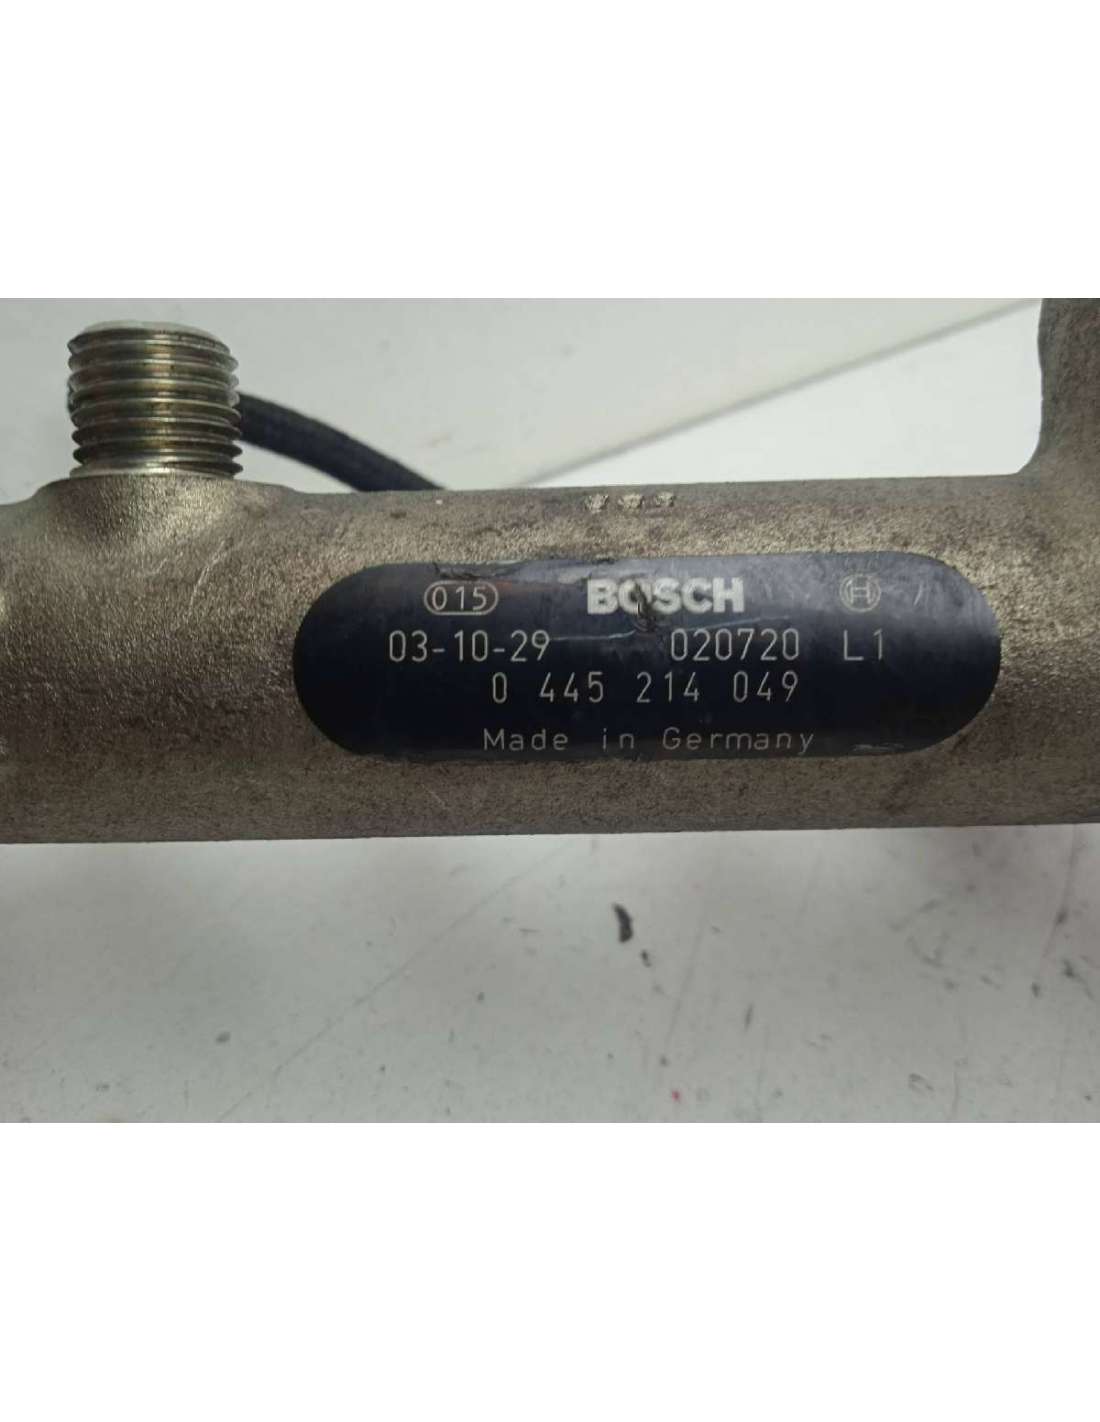 015 BOSCH
03-10-29 020720 L1
0 445 214 049
Made in Germany